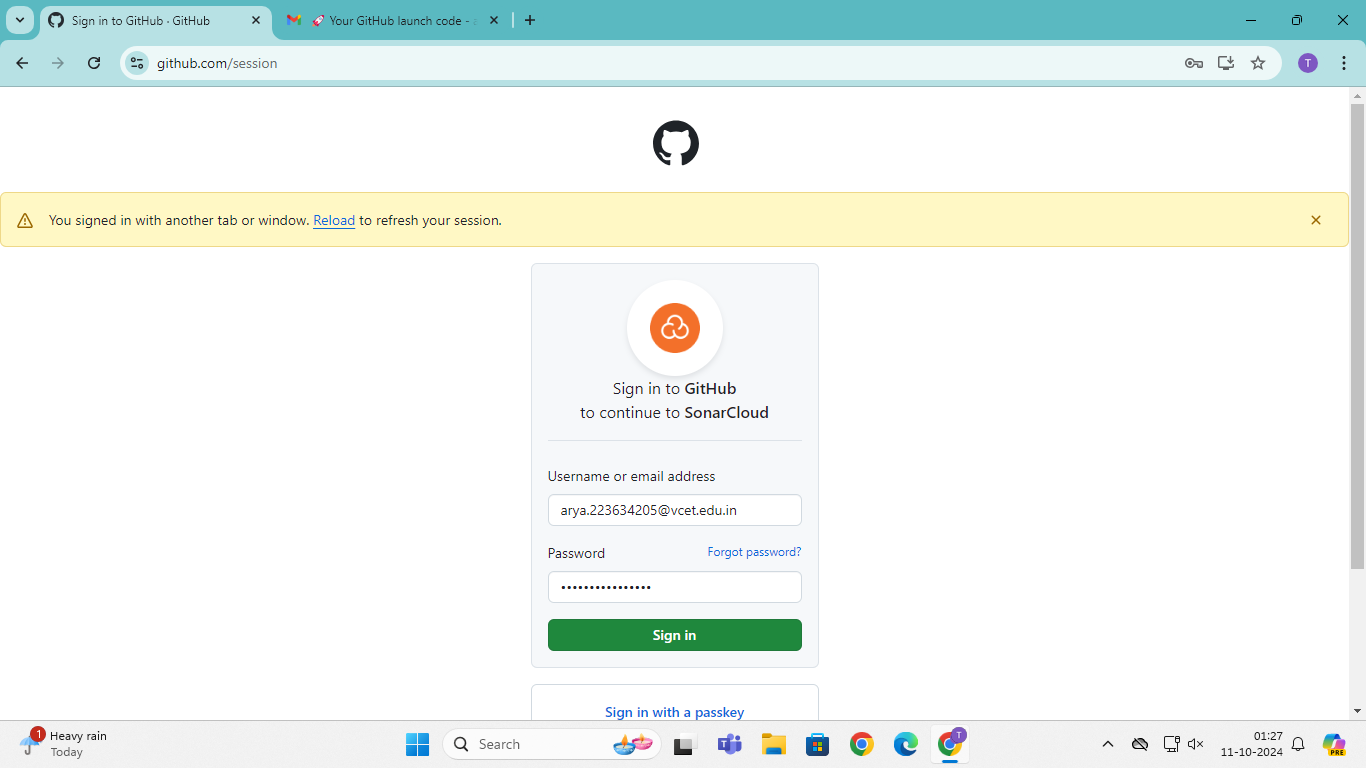 Sign in to GitHub · GitHub
Your GitHub launch code -
github.com/session
T
You signed in with another tab or window. Reload to refresh your session.
Sign in to GitHub
to continue to SonarCloud
Username or email address
arya.223634205@vcet.edu.in
Password
Forgot password?
••••••••••••••••
Sign in
Sign in with a passkey
1
Heavy rain
Today
Search
T
01:27
11-10-2024
PRE